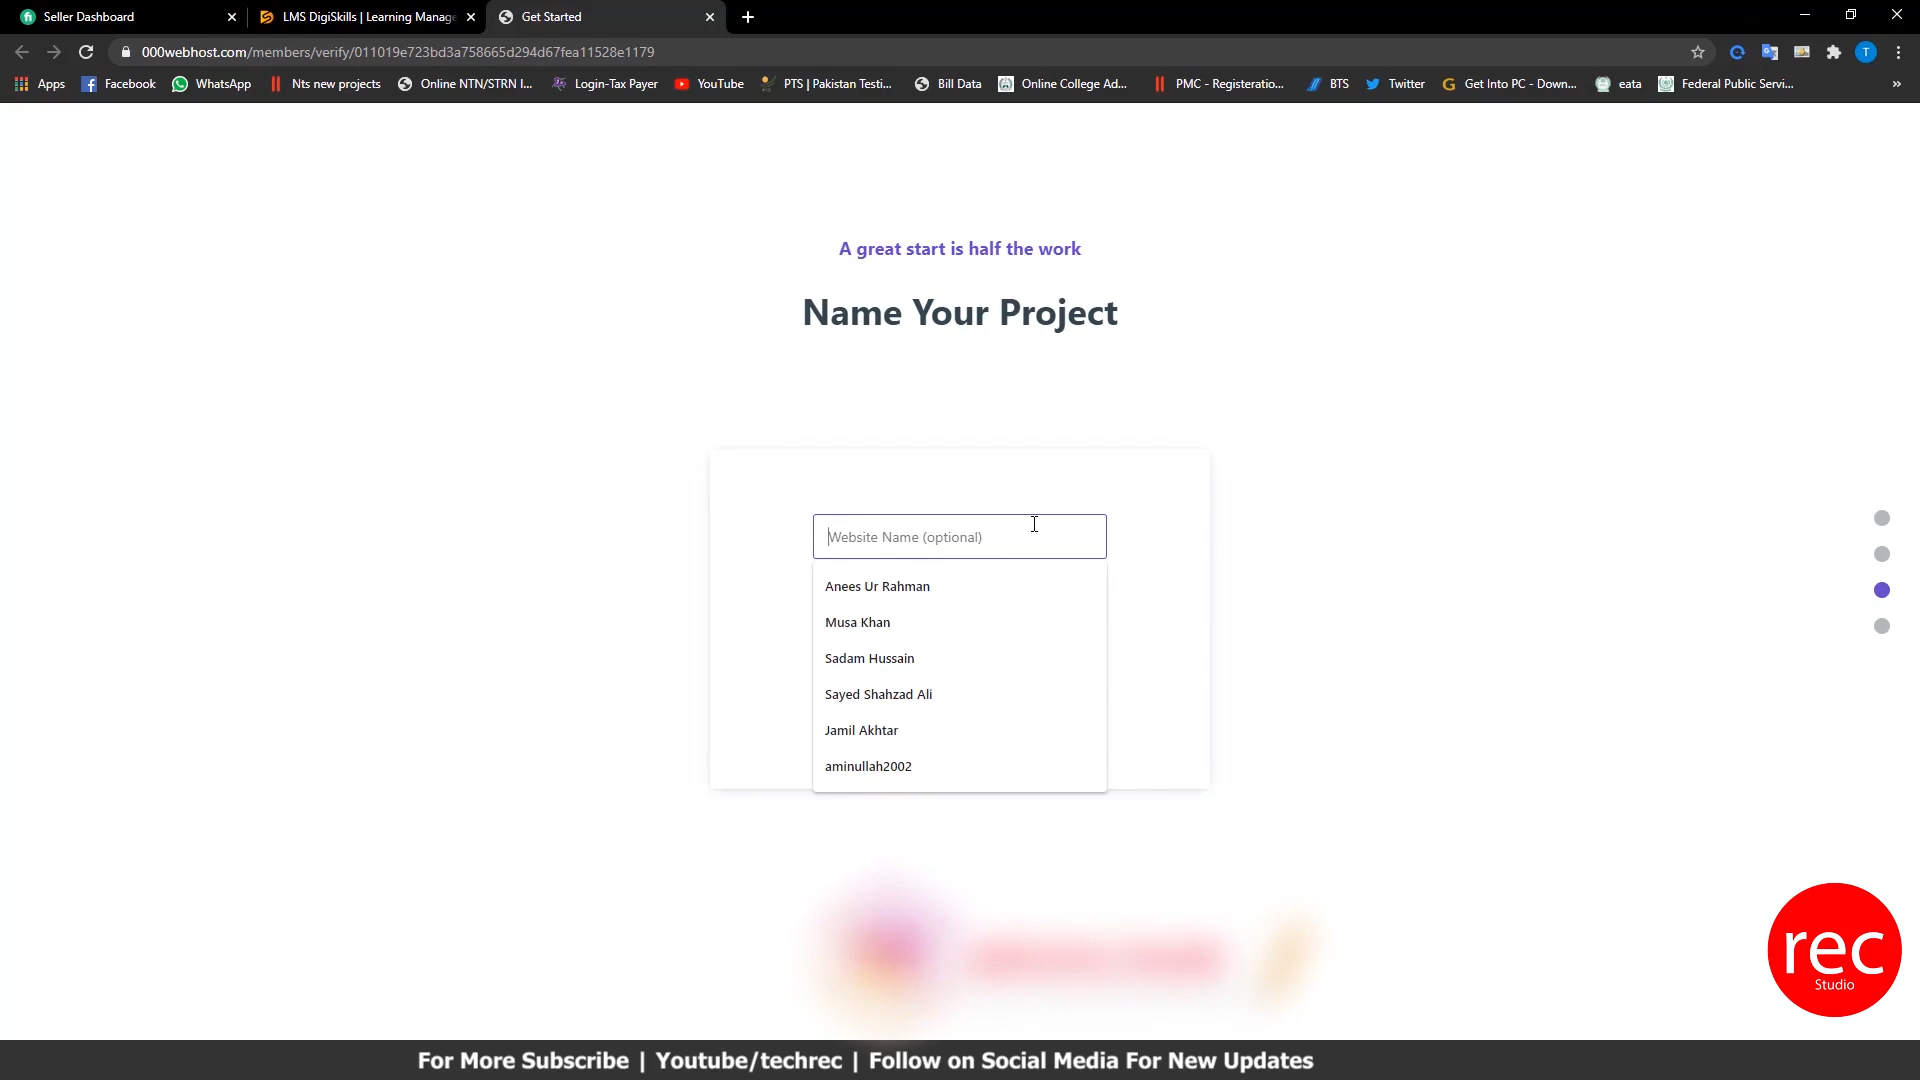 Seller Dashboard
LMS DigiSkills | Learning Manage
Get Started
000webhost.com/members/verify/011019e723bd3a758665d294d67fea11528e1179
T
Apps Facebook WhatsApp Nts new projects Online NTN/STRN I... Login-Tax Payer YouTube PTS | Pakistan Testi... Bill Data Online College Ad... PMC - Registeratio... BTS Twitter Get Into PC - Down... eata Federal Public Servi... »
A great start is half the work
Name Your Project
Website Name (optional)
Anees Ur Rahman
Musa Khan
Sadam Hussain
Sayed Shahzad Ali
Jamil Akhtar
aminullah2002
rec
Studio
For More Subscribe | Youtube/techrec | Follow on Social Media For New Updates